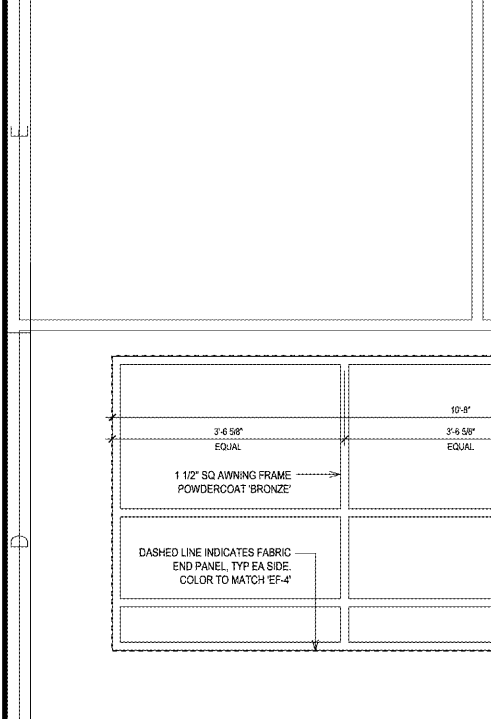 E
10'-8"
3'-6 5/8"
3'-6 5/8"
EQUAL
EQUAL
1 1/2" SQ AWNING FRAME
POWDERCOAT 'BRONZE'
D
DASHED LINE INDICATES FABRIC
END PANEL, TYP EA SIDE.
COLOR TO MATCH 'EF-4'